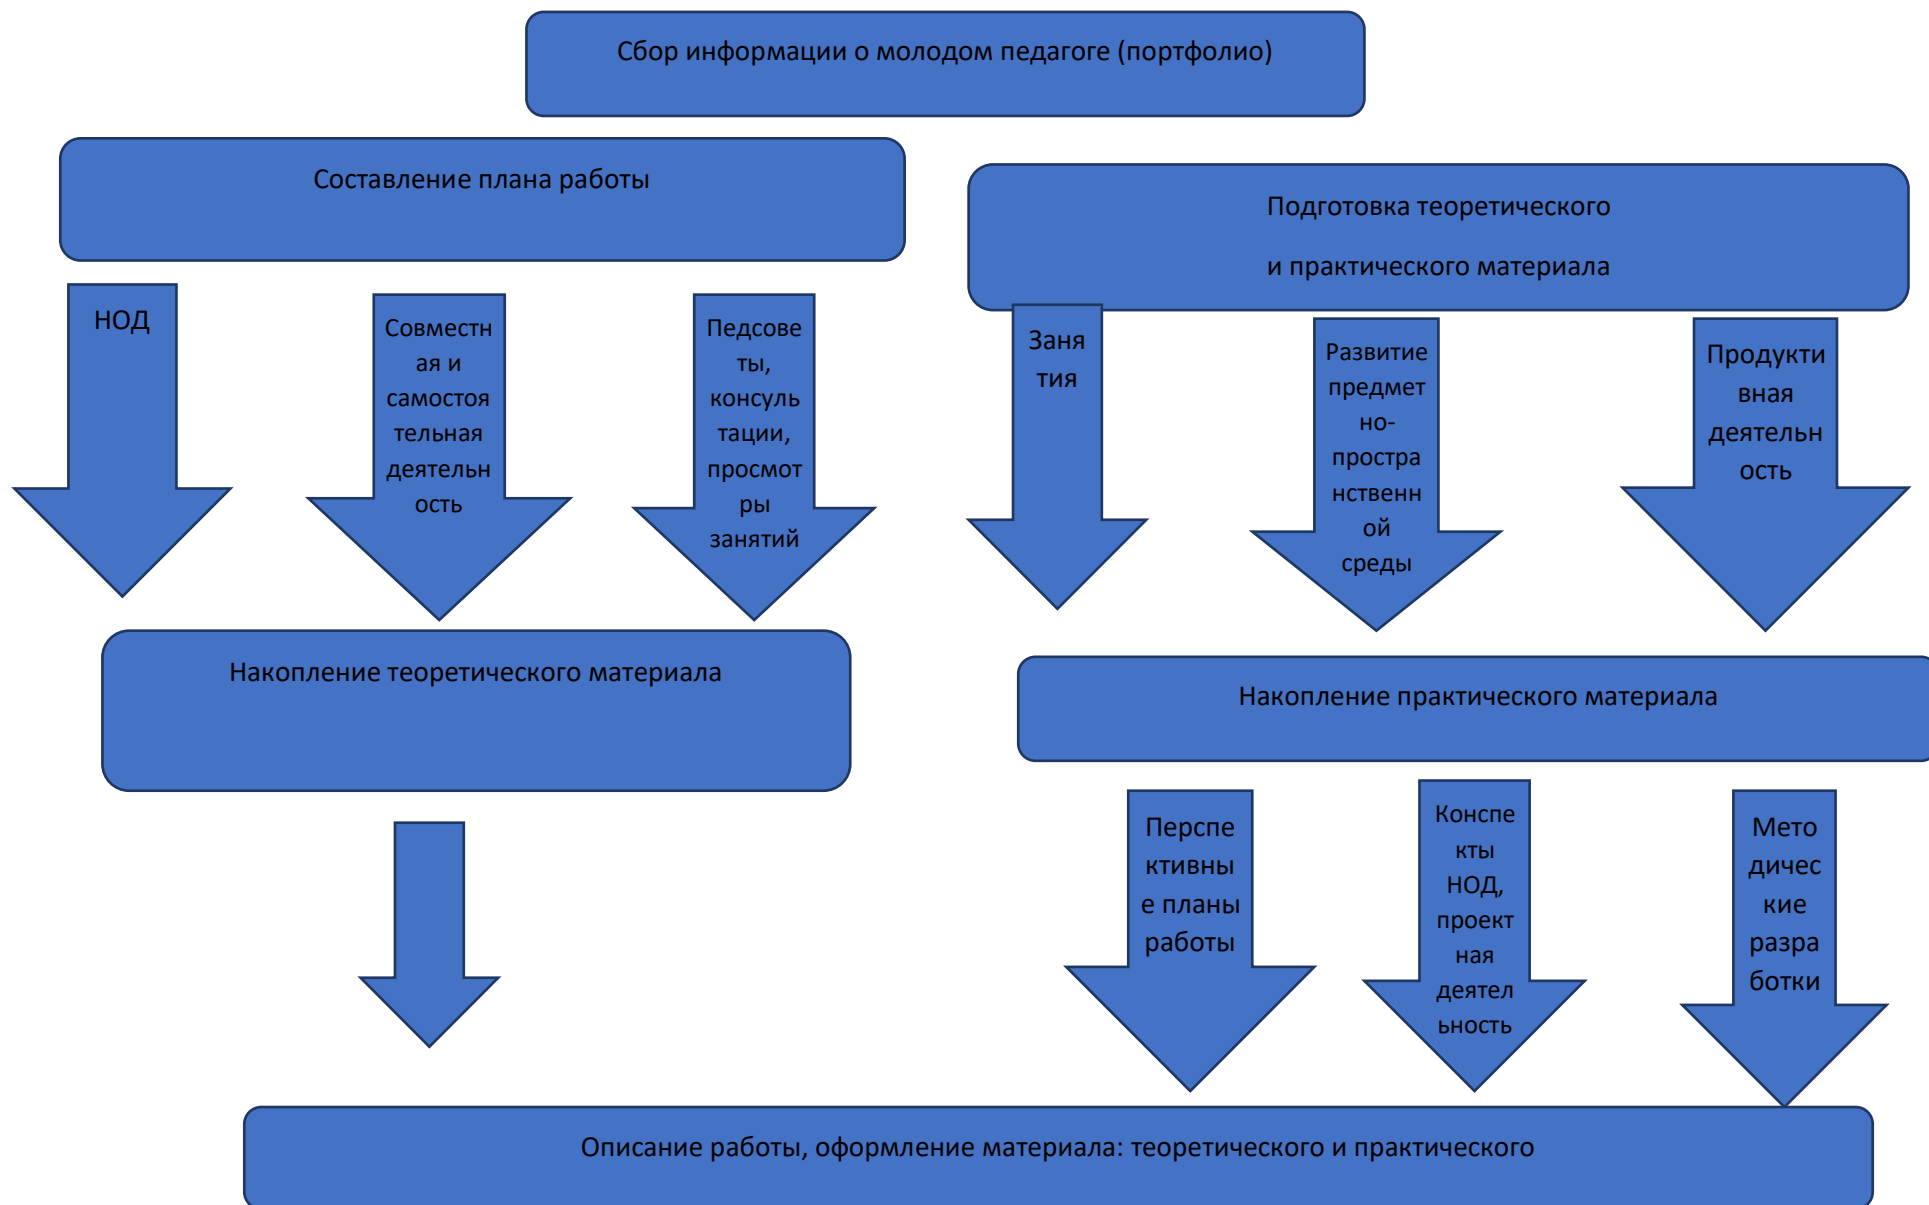 Сбор информации о молодом педагоге (портфолио)
Составление плана работы
Подготовка теоретического
и практического материала
НОД
Совместн
ая и
самостоя
тельная
деятельн
ость
Педсове
ты,
консуль
тации,
просмот
ры
занятий
Заня
тия
Развитие
предмет
но-
простра
нственн
ой
среды
Продукти
вная
деятельн
ость
Накопление теоретического материала
Накопление практического материала
Перспе
ктивны
е планы
работы
Конспе
кты
НОД,
проект
ная
деятел
ьность
Мето
дичес
кие
разра
ботки
Описание работы, оформление материала: теоретического и практического